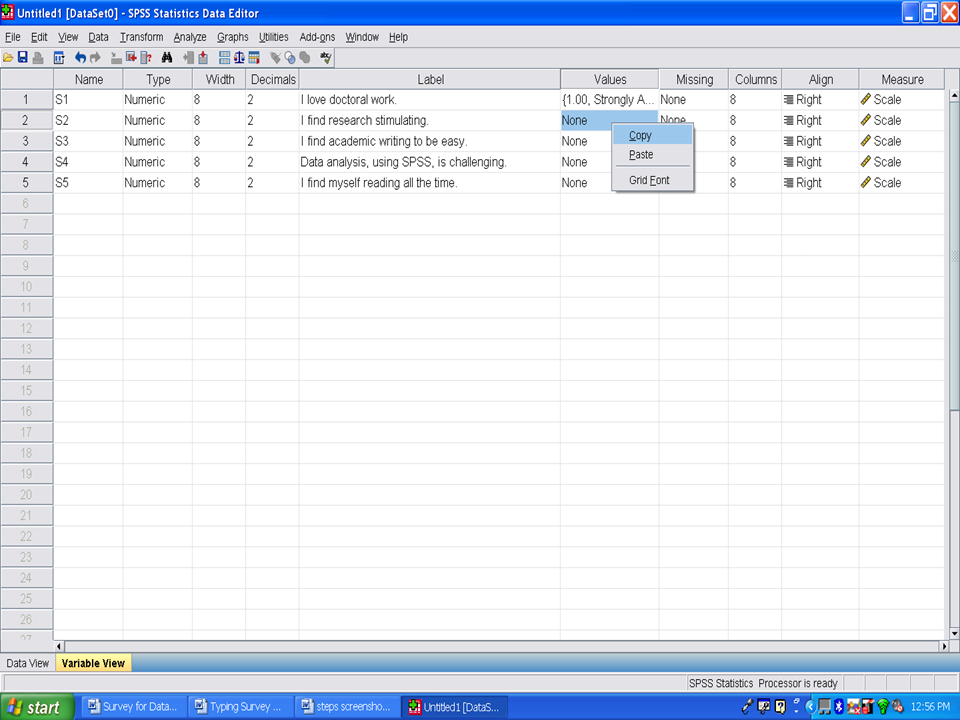 Untitled1 [DataSet0] - SPSS Statistics Data Editor
File Edit View Data Transform Analyze Graphs Utilities Add-ons Window Help
Name Type Width Decimals Label Values Missing Columns Align Measure
1 S1 Numeric 8 2 I love doctoral work. {1.00, Strongly A... None 8 Right Scale
2 S2 Numeric 8 2 I find research stimulating. None None 8 Right Scale
3 S3 Numeric 8 2 I find academic writing to be easy. None 8 Right Scale
4 S4 Numeric 8 2 Data analysis, using SPSS, is challenging. None 8 Right Scale
5 S5 Numeric 8 2 I find myself reading all the time. None 8 Right Scale
Copy
Paste
Grid Font
6
7
8
9
10
11
12
13
14
15
16
17
18
19
20
21
22
23
24
25
26
27
Data View Variable View
SPSS Statistics Processor is ready
start Survey for Data... Typing Survey ... steps screensho... Untitled1 [DataS... 12:56 PM